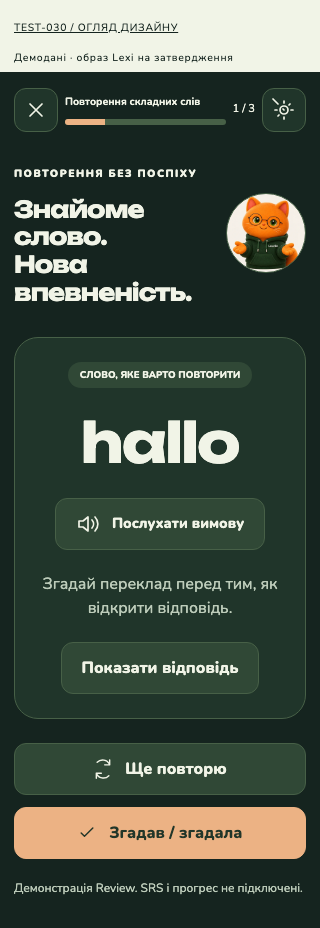 TEST-030 / ОГЛЯД ДИЗАЙНУ
Демодані · образ Lexi на затвердження
Повторення складних слів
1 / 3
ПОВТОРЕННЯ БЕЗ ПОСПІХУ
Знайоме
слово.
Нова
впевненість.
СЛОВО, ЯКЕ ВАРТО ПОВТОРИТИ
hallo
Послухати вимову
Згадай переклад перед тим, як
відкрити відповідь.
Показати відповідь
Ще повторю
Згадав / згадала
Демонстрація Review. SRS і прогрес не підключені.